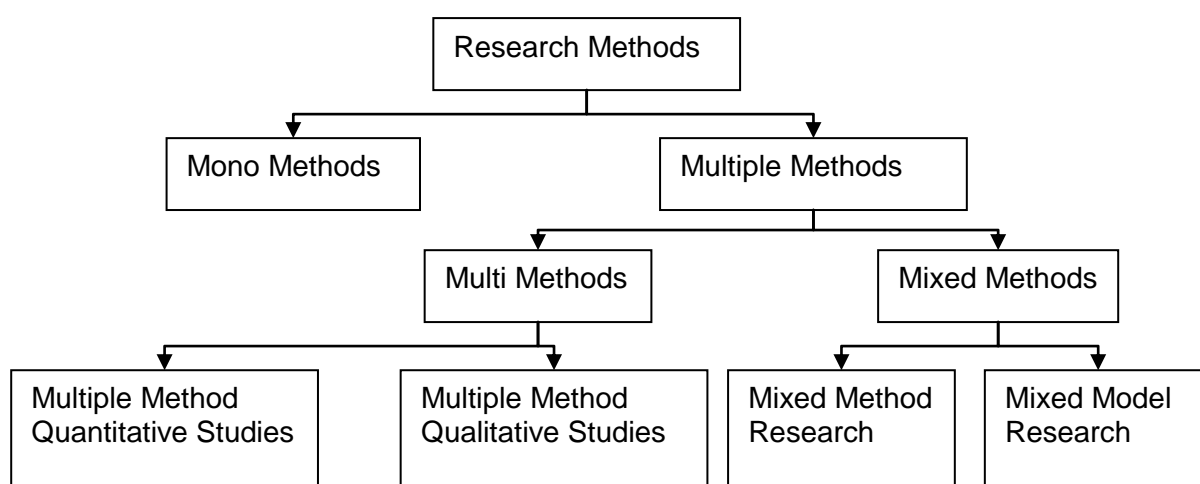 Research Methods
Mono Methods
Multiple Methods
Multi Methods
Mixed Methods
Multiple Method
Quantitative Studies
Multiple Method
Qualitative Studies
Mixed Method
Research
Mixed Model
Research